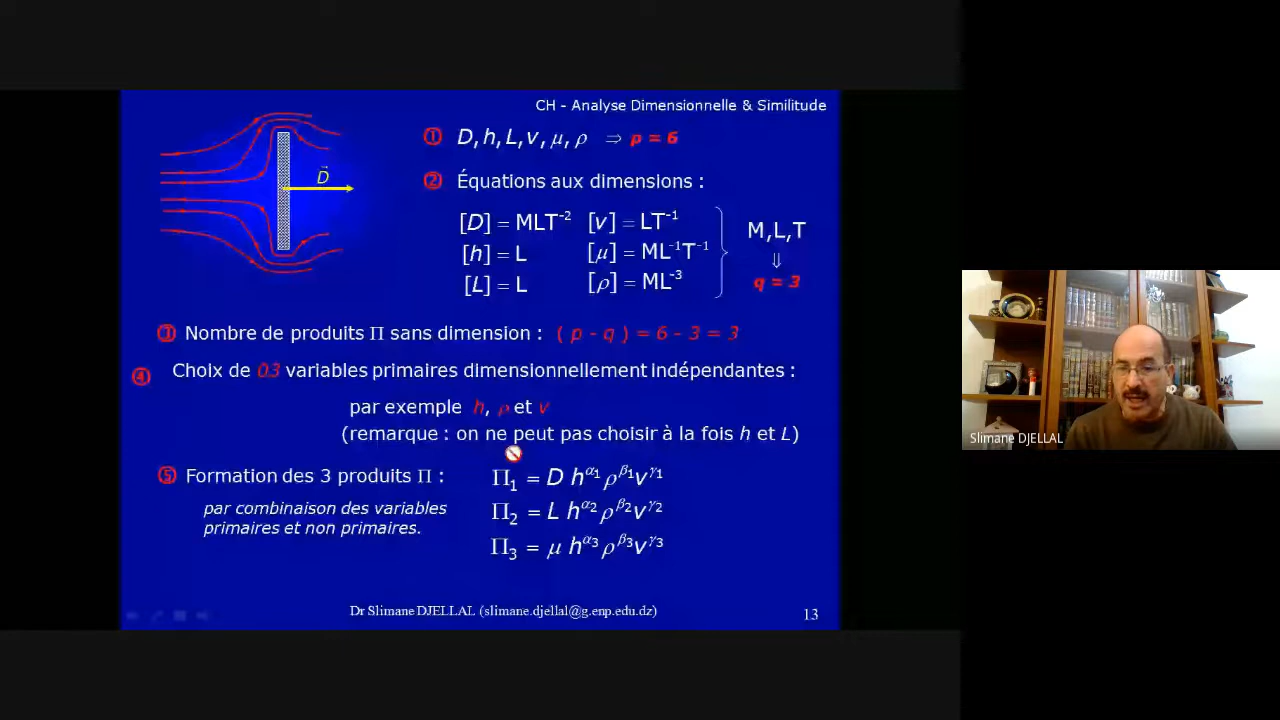 CH - Analyse Dimensionnelle & Similitude
D⃗
① D, h, L, v, μ, ρ ⇒ p = 6
② Équations aux dimensions :
[D] = MLT⁻² [v] = LT⁻¹
[h] = L [μ] = ML⁻¹T⁻¹
[L] = L [ρ] = ML⁻³
M,L,T
⇓
q = 3
③ Nombre de produits Π sans dimension : ( p - q ) = 6 - 3 = 3
④ Choix de 03 variables primaires dimensionnellement indépendantes :
par exemple h, ρ et v
(remarque : on ne peut pas choisir à la fois h et L)
⑤ Formation des 3 produits Π :
par combinaison des variables
primaires et non primaires.
Π₁ = D h^α₁ ρ^β₁ v^γ₁
Π₂ = L h^α₂ ρ^β₂ v^γ₂
Π₃ = μ h^α₃ ρ^β₃ v^γ₃
Dr Slimane DJELLAL (slimane.djellal@g.enp.edu.dz)
13
Slimane DJELLAL